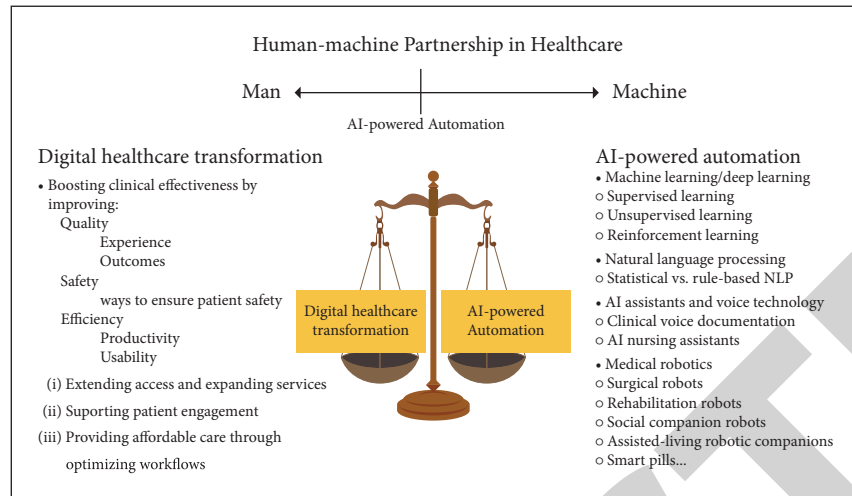 Human-machine Partnership in Healthcare
Man
Machine
AI-powered Automation
Digital healthcare transformation
• Boosting clinical effectiveness by
improving:
Quality
Experience
Outcomes
Safety
ways to ensure patient safety
Efficiency
Productivity
Usability
(i) Extending access and expanding services
(ii) Suporting patient engagement
(iii) Providing affordable care through
optimizing workflows
Digital healthcare
transformation
AI-powered
Automation
AI-powered automation
• Machine learning/deep learning
○ Supervised learning
○ Unsupervised learning
○ Reinforcement learning
• Natural language processing
○ Statistical vs. rule-based NLP
• AI assistants and voice technology
○ Clinical voice documentation
○ AI nursing assistants
• Medical robotics
○ Surgical robots
○ Rehabilitation robots
○ Social companion robots
○ Assisted-living robotic companions
○ Smart pills...